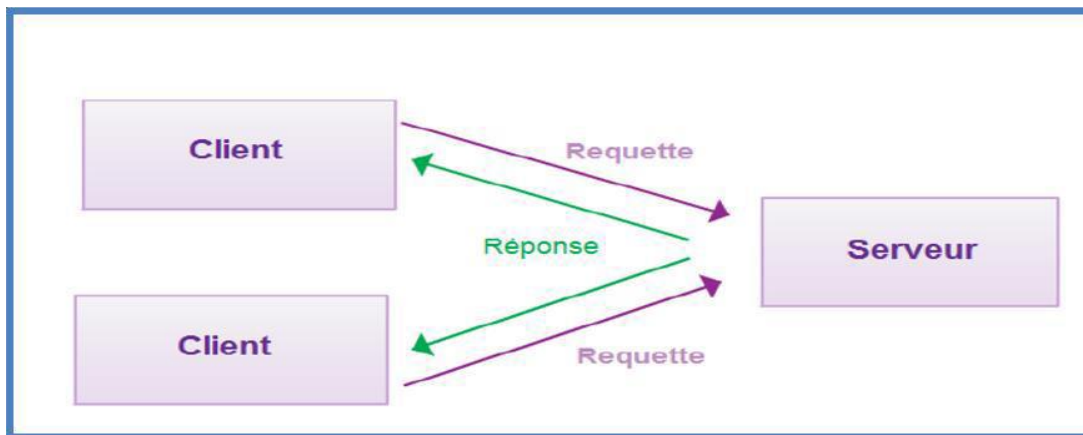 Client
Requette
Réponse
Serveur
Client
Requette